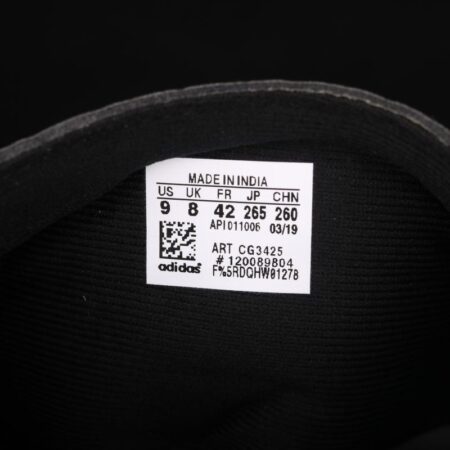 MADE IN INDIA
US UK FR JP CHN
9 8 42 265 260
API011006 03/19
ART CG3425
# 120089804
adidas F%5RDQHW01278